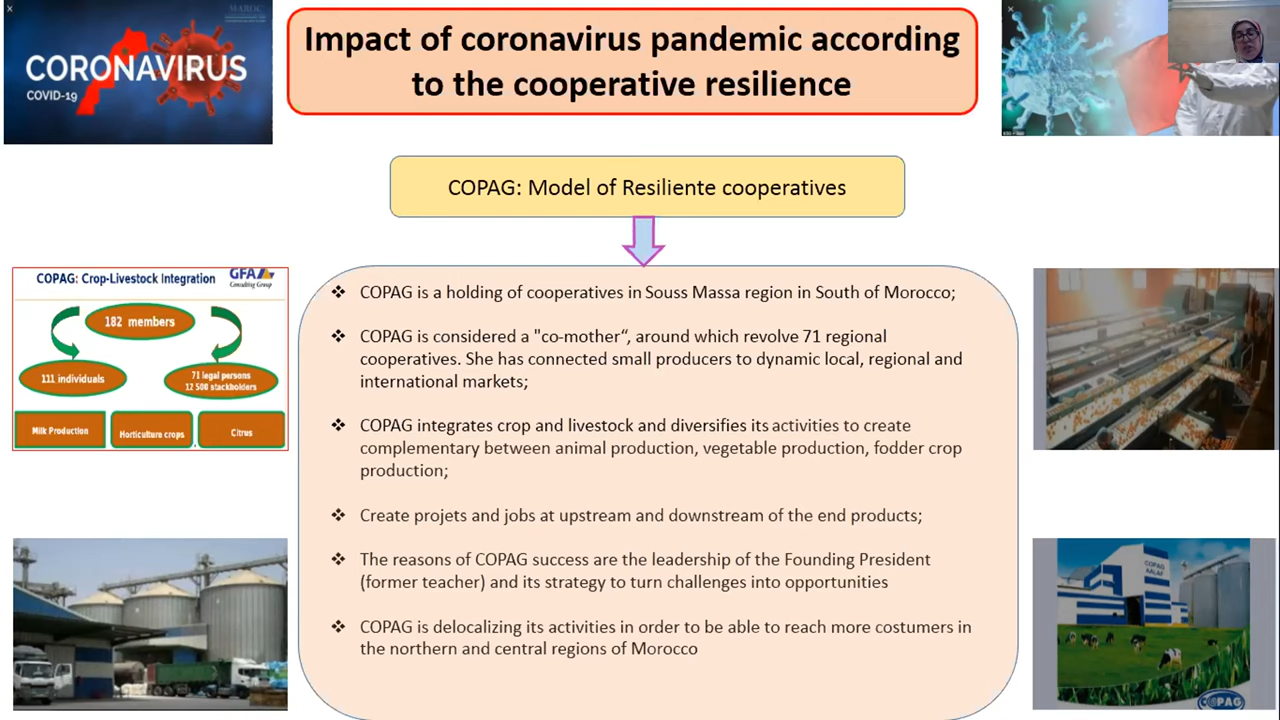 MAROC
CORONAVIRUS
COVID-19
Impact of coronavirus pandemic according
to the cooperative resilience
COPAG: Model of Resiliente cooperatives
COPAG: Crop-Livestock Integration
GFA
Consulting Group
182 members
111 individuals
71 legal persons
12 500 stackholders
Milk Production
Horticulture crops
Citrus
❖ COPAG is a holding of cooperatives in Souss Massa region in South of Morocco;
❖ COPAG is considered a "co-mother“, around which revolve 71 regional
cooperatives. She has connected small producers to dynamic local, regional and
international markets;
❖ COPAG integrates crop and livestock and diversifies its activities to create
complementary between animal production, vegetable production, fodder crop
production;
❖ Create projets and jobs at upstream and downstream of the end products;
❖ The reasons of COPAG success are the leadership of the Founding President
(former teacher) and its strategy to turn challenges into opportunities
❖ COPAG is delocalizing its activities in order to be able to reach more costumers in
the northern and central regions of Morocco
COPAG
COPAG